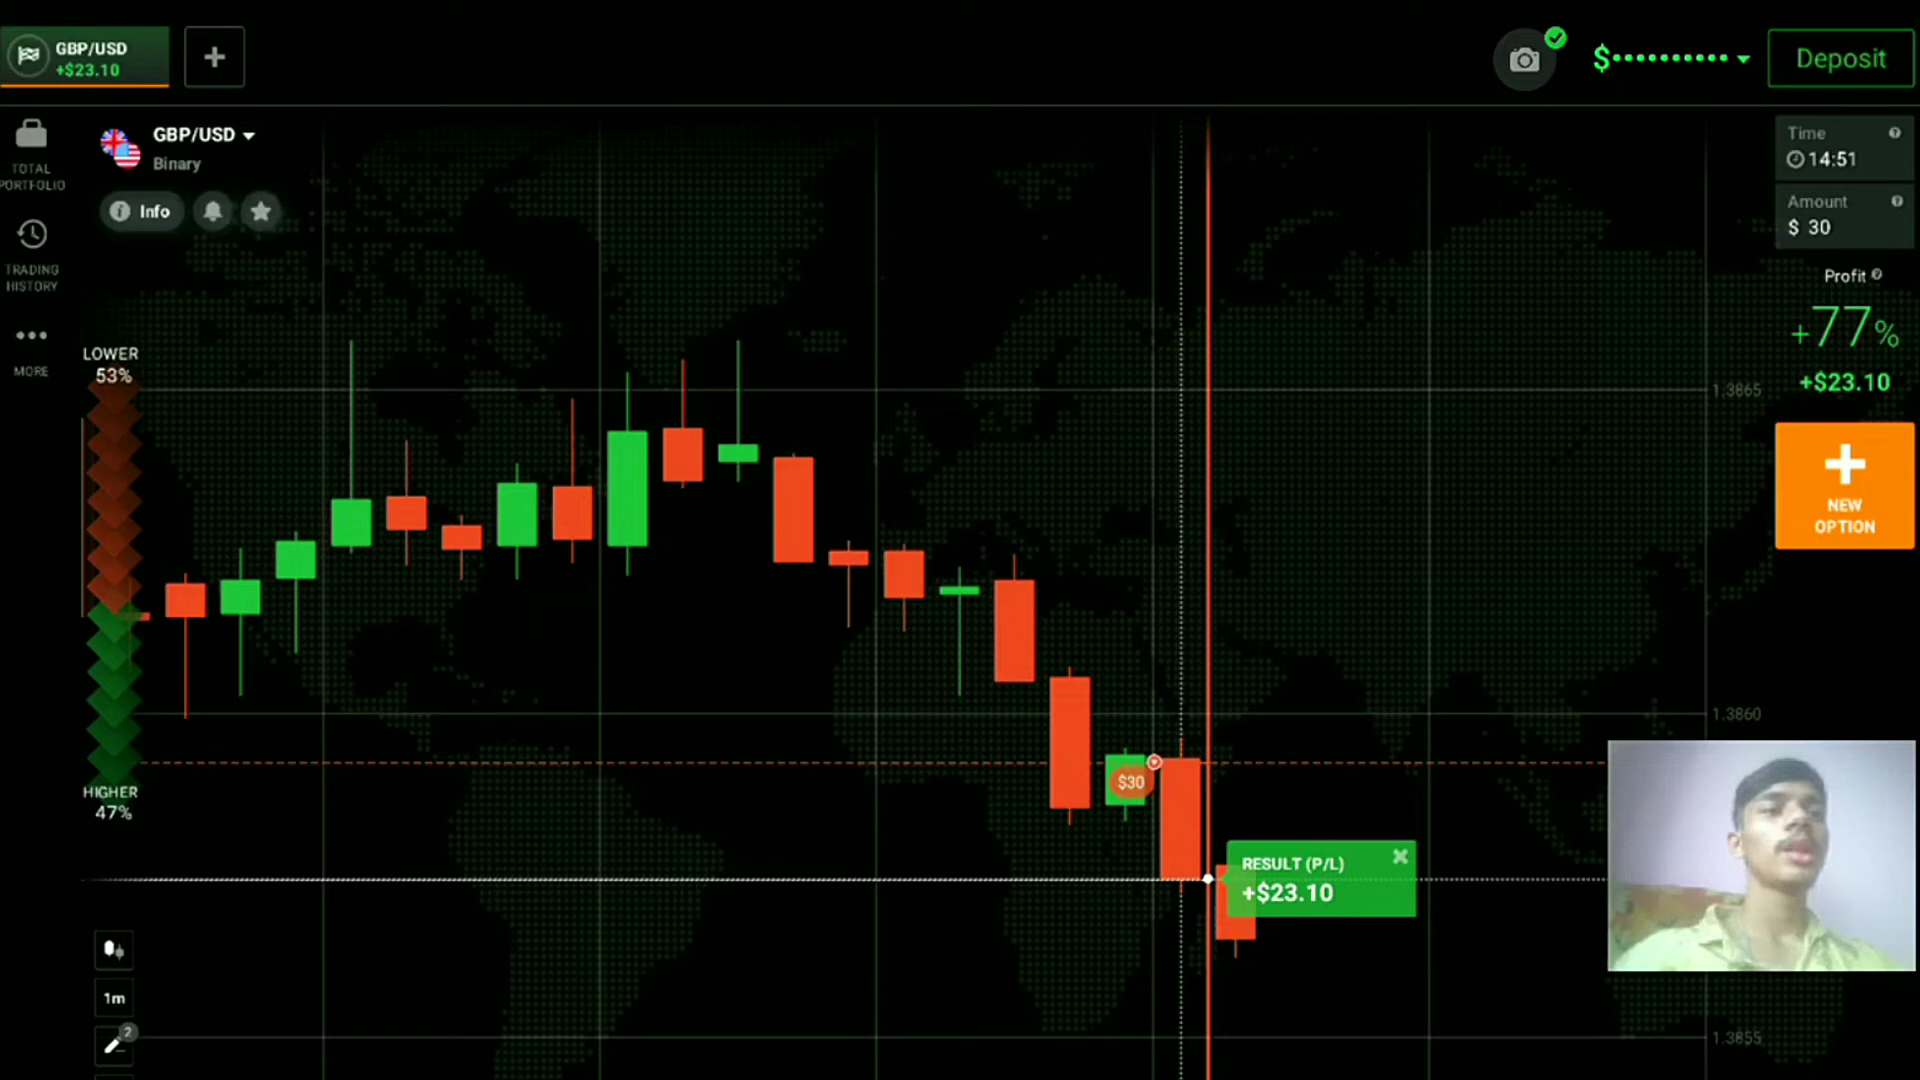 GBP/USD
+$23.10
+
$··········
Deposit
TOTAL
PORTFOLIO
TRADING
HISTORY
MORE
GBP/USD
Binary
Info
LOWER
53%
HIGHER
47%
1m
2
$30
RESULT (P/L)
+$23.10
1.3865
1.3860
1.3855
Time
14:51
Amount
$ 30
Profit
+77%
+$23.10
NEW
OPTION